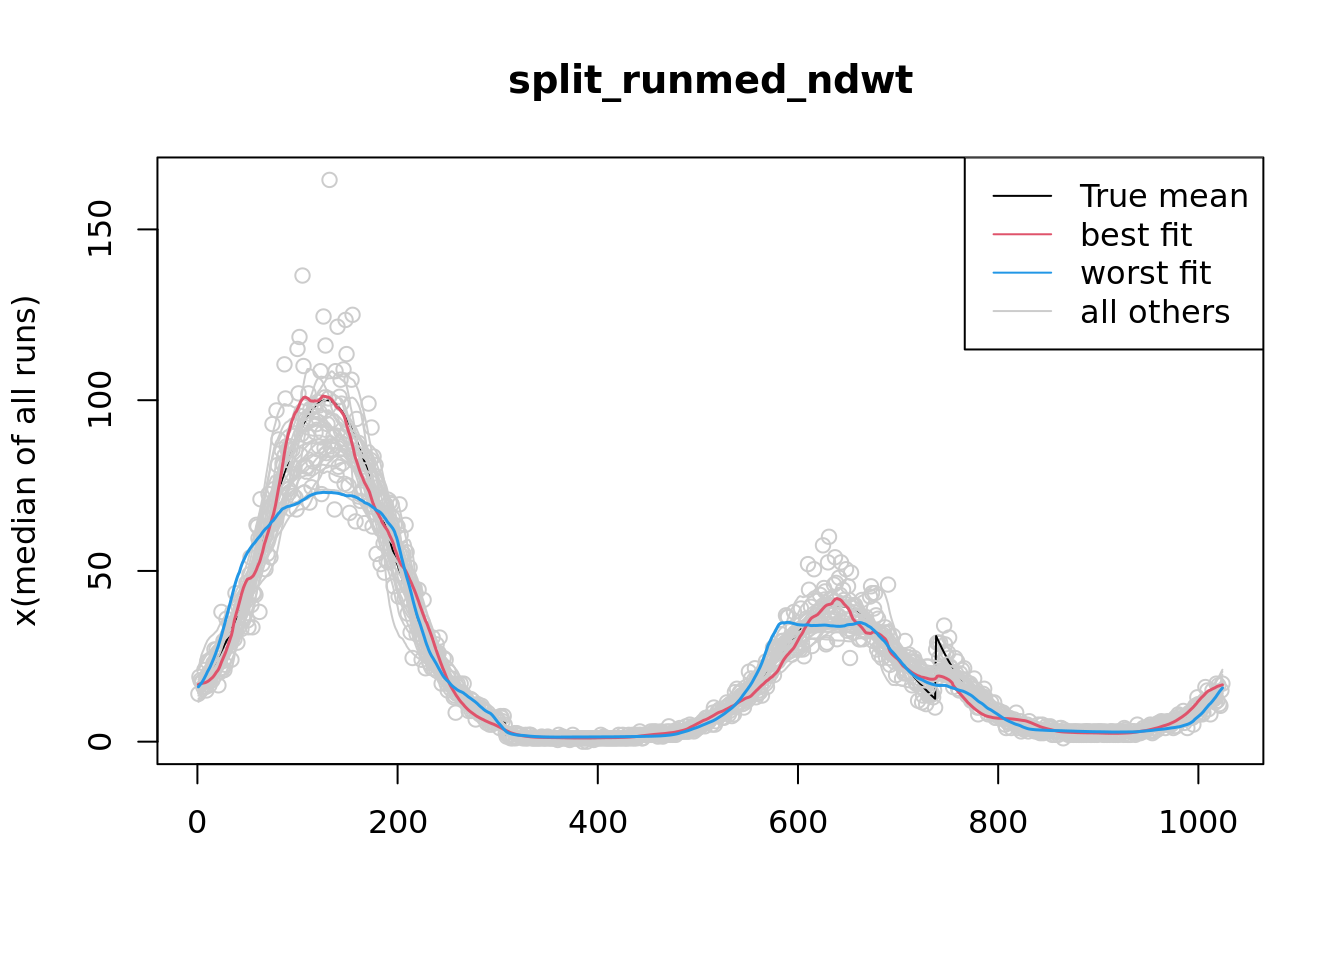 split_runmed_ndwt
True mean
best fit
worst fit
all others
x(median of all runs)
150
100
50
0
0 200 400 600 800 1000